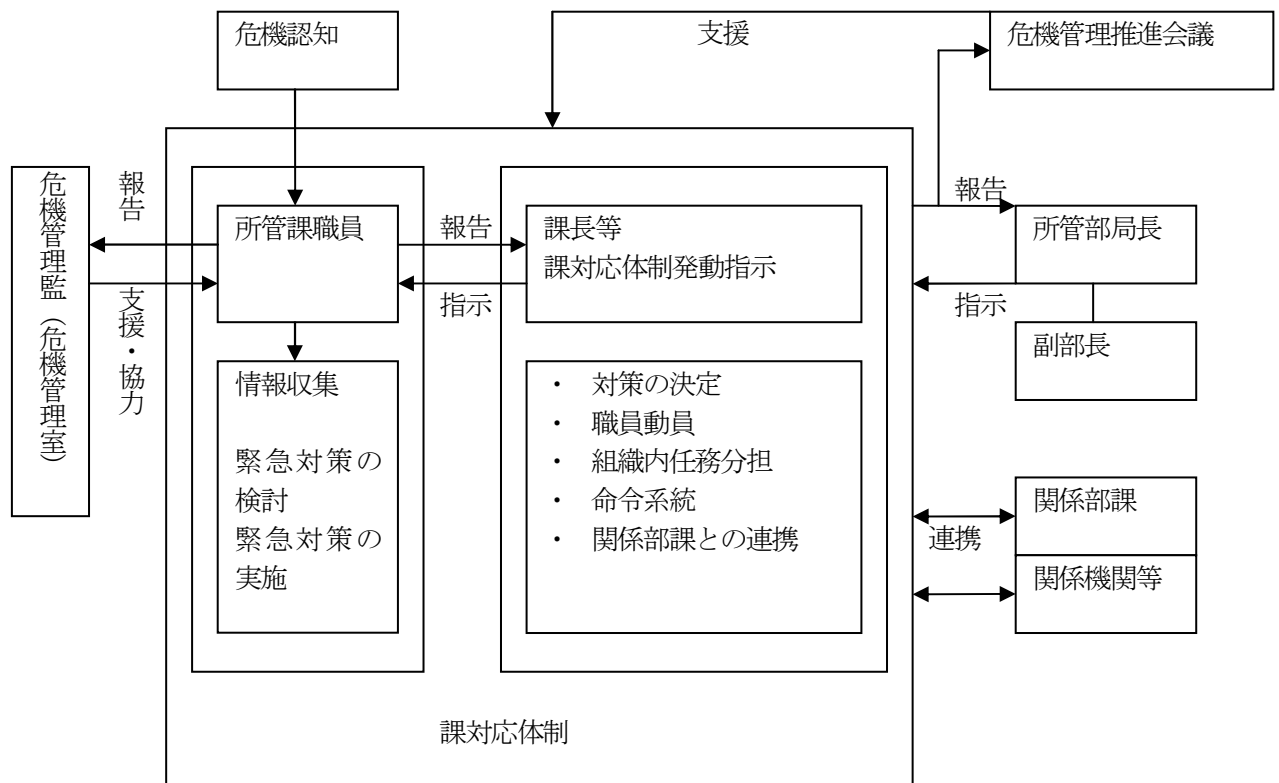 危機認知
支援
危機管理推進会議
危機管理監（危機管理室）
報告
支援・協力
所管課職員
報告
指示
課長等
課対応体制発動指示
報告
指示
所管部局長
副部長
情報収集
緊急対策の
検討
緊急対策の
実施
・ 対策の決定
・ 職員動員
・ 組織内任務分担
・ 命令系統
・ 関係部課との連携
連携
関係部課
関係機関等
課対応体制